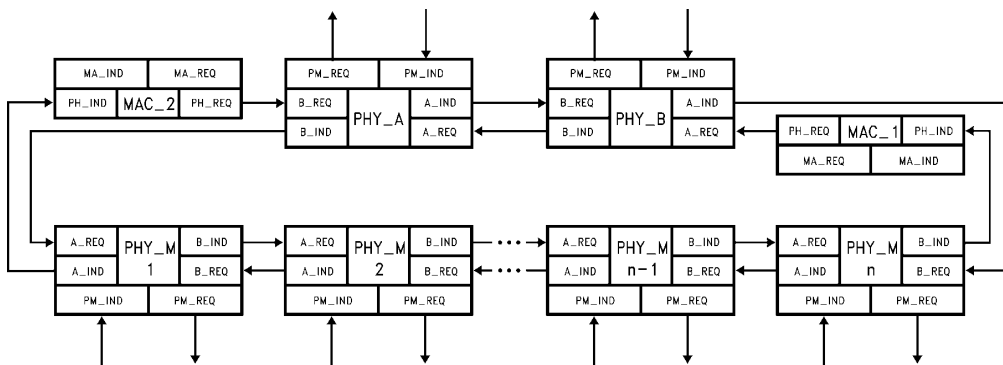 MA_IND MA_REQ
PH_IND MAC_2 PH_REQ
PM_REQ PM_IND
B_REQ A_IND
PHY_A
B_IND A_REQ
PM_REQ PM_IND
B_REQ A_IND
PHY_B
B_IND A_REQ
PH_REQ MAC_1 PH_IND
MA_REQ MA_IND
A_REQ PHY_M B_IND
A_IND 1 B_REQ
PM_IND PM_REQ
A_REQ PHY_M B_IND
A_IND 2 B_REQ
PM_IND PM_REQ
A_REQ PHY_M B_IND
A_IND n-1 B_REQ
PM_IND PM_REQ
A_REQ PHY_M B_IND
A_IND n B_REQ
PM_IND PM_REQ